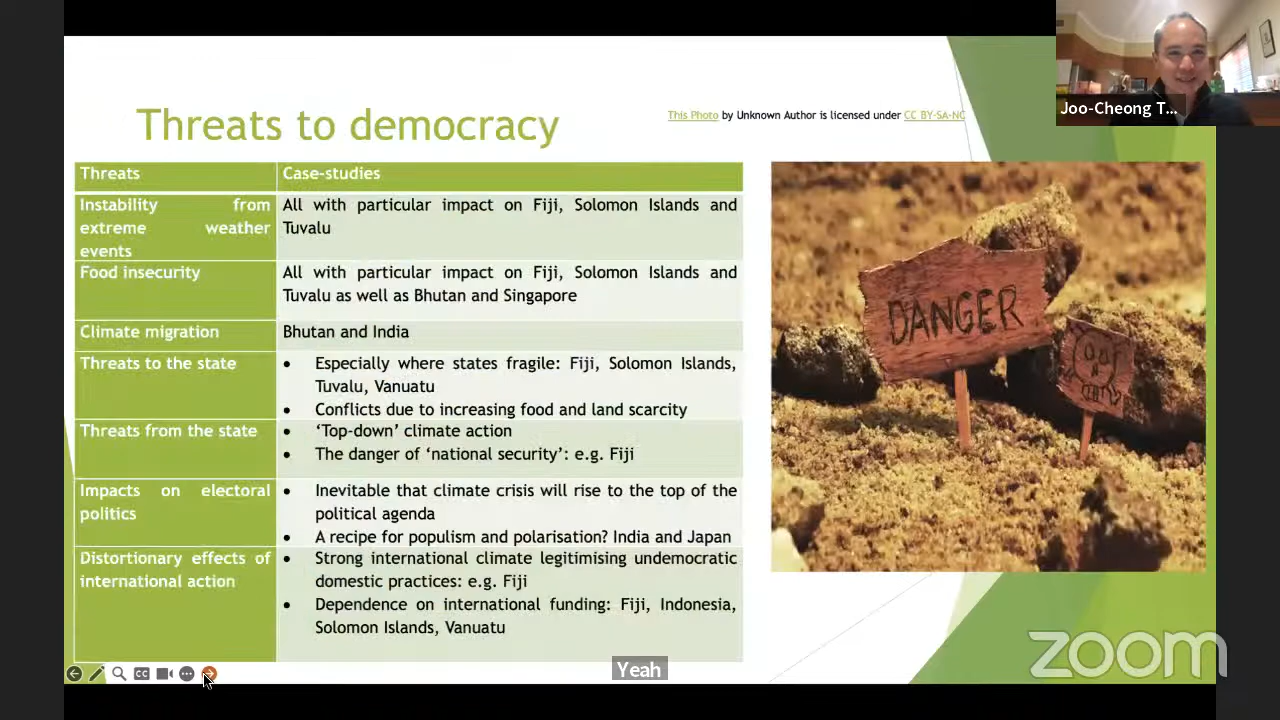 Joo-Cheong T...
Threats to democracy
This Photo by Unknown Author is licensed under CC BY-SA-NC
Threats
Case-studies
Instability from
extreme weather
events
All with particular impact on Fiji, Solomon Islands and
Tuvalu
Food insecurity
All with particular impact on Fiji, Solomon Islands and
Tuvalu as well as Bhutan and Singapore
Climate migration
Bhutan and India
Threats to the state
• Especially where states fragile: Fiji, Solomon Islands,
Tuvalu, Vanuatu
• Conflicts due to increasing food and land scarcity
Threats from the state
• ‘Top-down’ climate action
• The danger of ‘national security’: e.g. Fiji
Impacts on electoral
politics
• Inevitable that climate crisis will rise to the top of the
political agenda
• A recipe for populism and polarisation? India and Japan
Distortionary effects of
international action
• Strong international climate legitimising undemocratic
domestic practices: e.g. Fiji
• Dependence on international funding: Fiji, Indonesia,
Solomon Islands, Vanuatu
DANGER
CC
Yeah
zoom